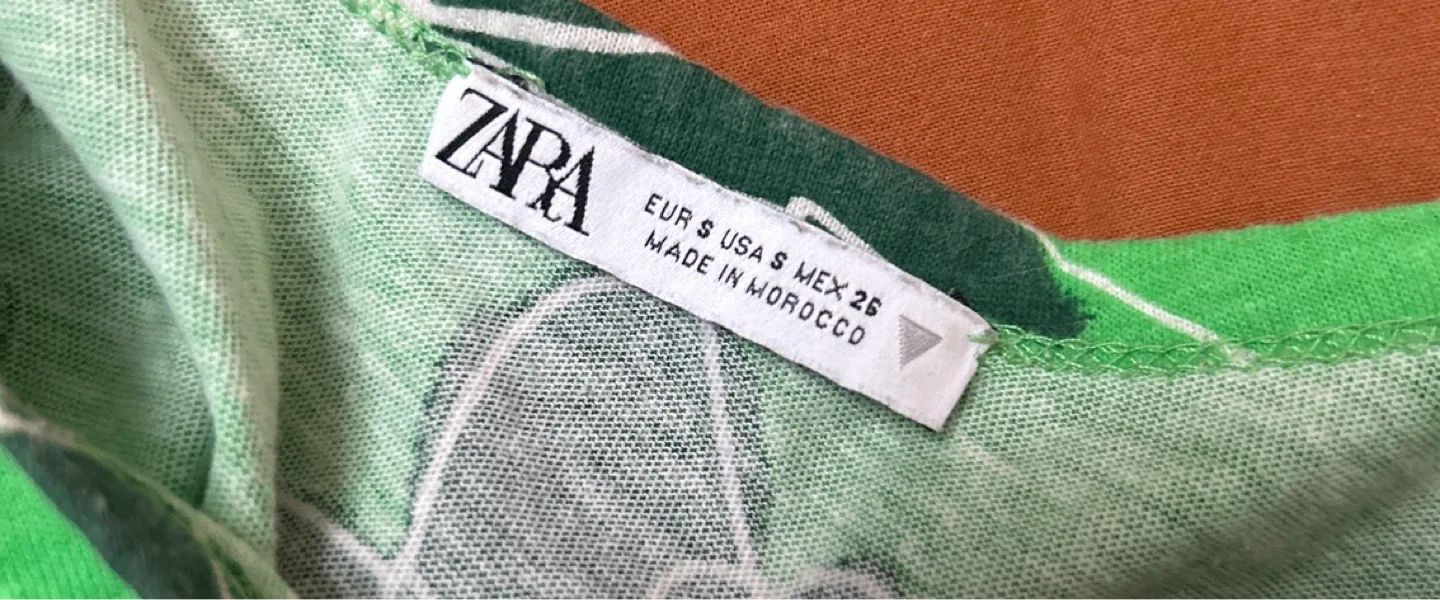 ZARA
EUR S USA S MEX 26
MADE IN MOROCCO